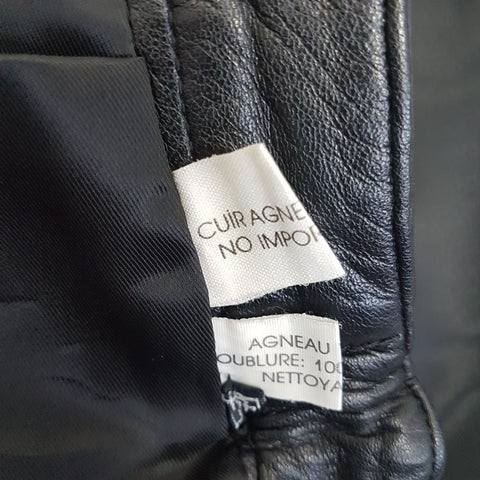 CUIR AGNE
NO IMPOR
AGNEAU
OUBLURE: 100
NETTOYA